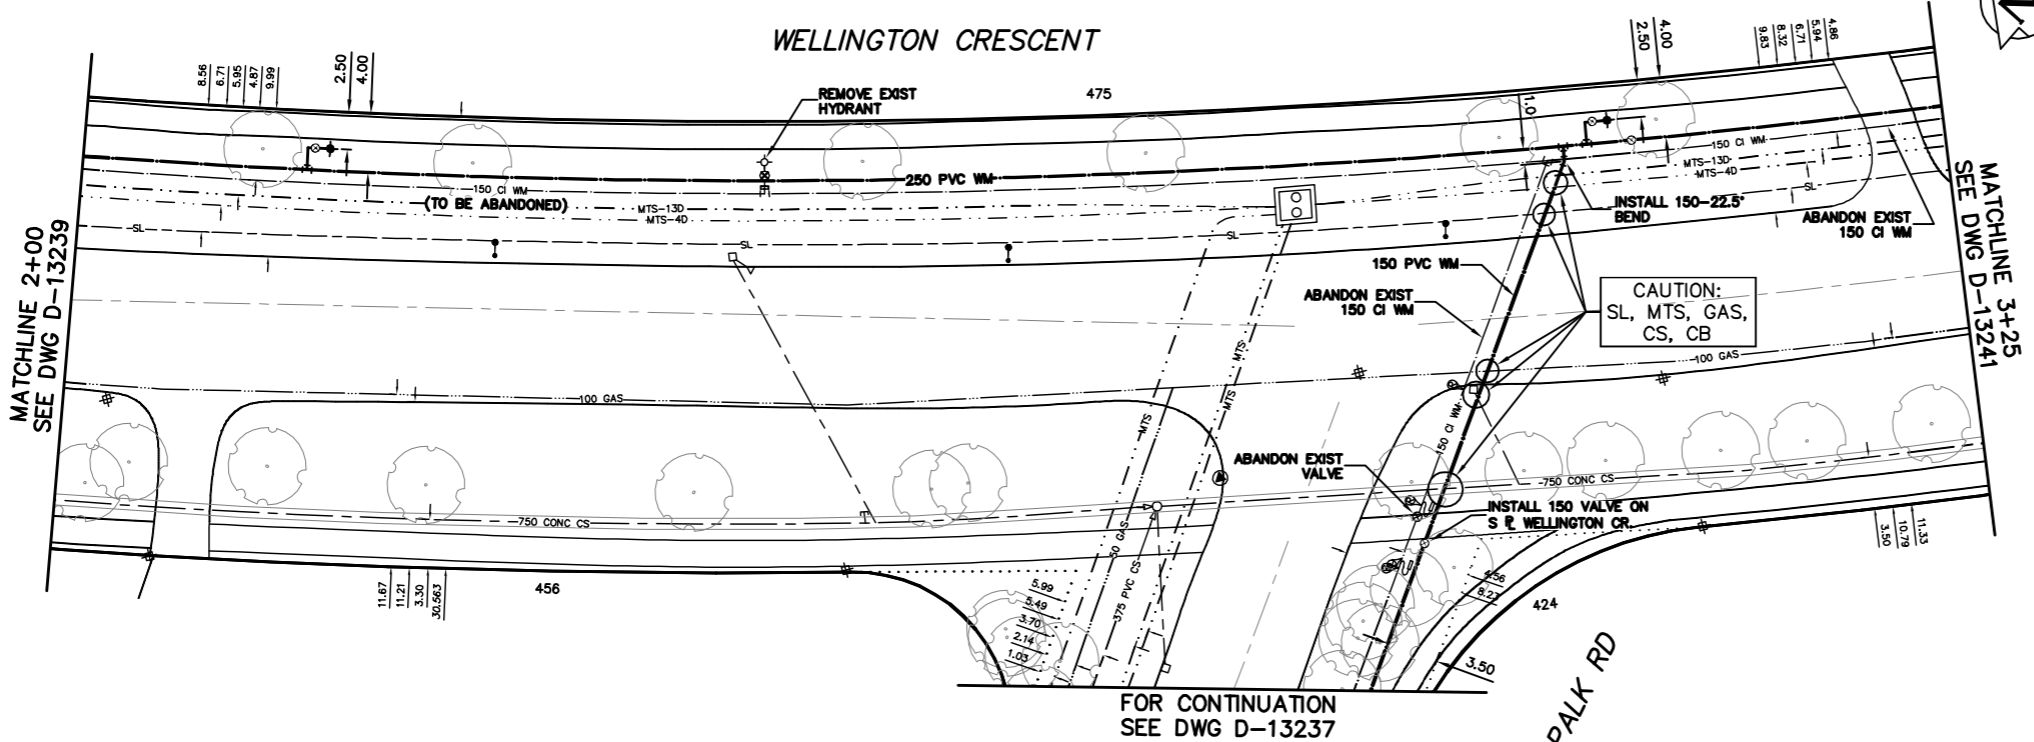 WELLINGTON CRESCENT
8.56
6.71
5.95
4.87
9.99
2.50
4.00
REMOVE EXIST
HYDRANT
475
1.0
2.50
4.00
9.83
8.32
6.71
5.94
4.86
250 PVC WM
150 CI WM
(TO BE ABANDONED)
MTS-13D
MTS-4D
SL
SL
SL
150 CI WM
MTS-13D
MTS-4D
SL
INSTALL 150-22.5°
BEND
ABANDON EXIST
150 CI WM
MATCHLINE 2+00
SEE DWG D-13239
MATCHLINE 3+25
SEE DWG D-13241
150 PVC WM
ABANDON EXIST
150 CI WM
CAUTION:
SL, MTS, GAS,
CS, CB
100 GAS
100 GAS
MTS
MTS
MTS
MTS
150 CI WM
ABANDON EXIST
VALVE
750 CONC CS
750 CONC CS
INSTALL 150 VALVE ON
S ⅊ WELLINGTON CR.
50 GAS
375 PVC CS
11.67
11.21
3.30
30.563
456
5.99
5.49
3.70
2.14
1.03
4.56
8.23
424
3.50
3.50
10.79
11.33
FOR CONTINUATION
SEE DWG D-13237
PALK RD